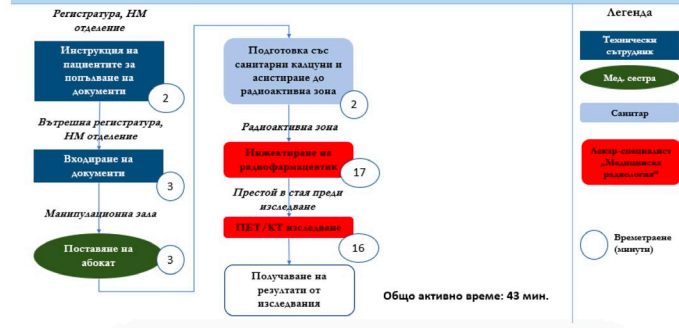 Регистратура, НМ
отделение
Инструкция на
пациентите за
попълване на
документи
2
Вътрешна регистратура,
НМ отделение
Входиране на
документи
3
Манипулационна зала
Поставяне на
абокат
3
Подготовка със
санитарни калцуни и
асистиране до
радиоактивна зона
2
Радиоактивна зона
Инжектиране на
радиофармацевтик
17
Престой в стая преди
изследване
ПЕТ/КТ изследване
16
Получаване на
резултати от
изследвания
Общо активно време: 43 мин.
Легенда
Технически
сътрудник
Мед. сестра
Санитар
Лекар-специалист
„Медицинска
радиология“
Времетраене
(минути)